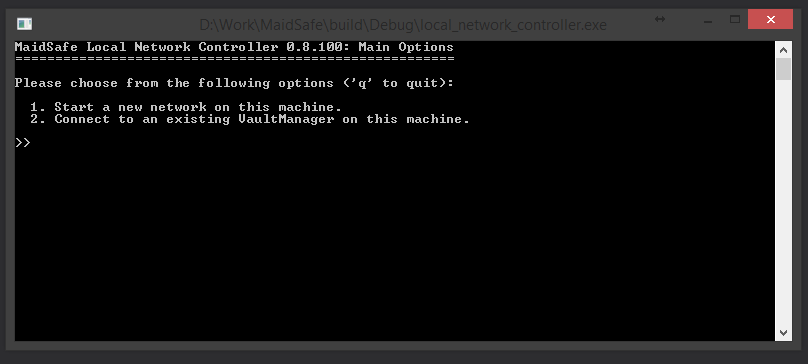 D:\Work\MaidSafe\build\Debug\local_network_controller.exe
MaidSafe Local Network Controller 0.8.100: Main Options
=======================================================
Please choose from the following options ('q' to quit):
1. Start a new network on this machine.
2. Connect to an existing VaultManager on this machine.
>>